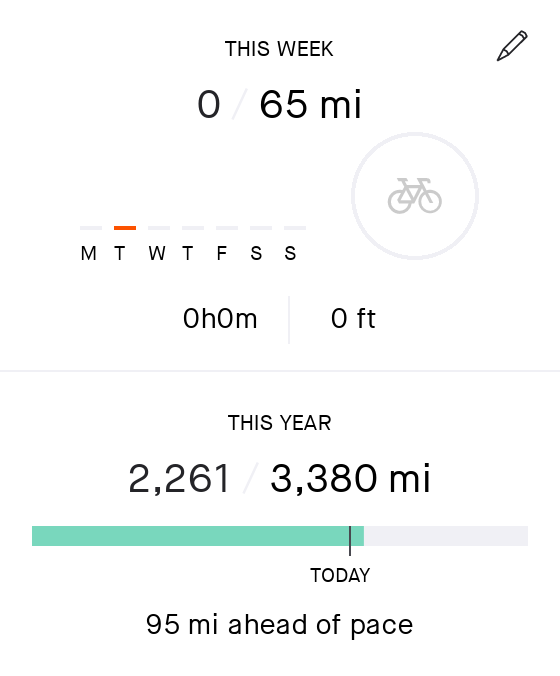 THIS WEEK
0 / 65 mi
M T W T F S S
0h0m 0 ft
THIS YEAR
2,261 / 3,380 mi
TODAY
95 mi ahead of pace